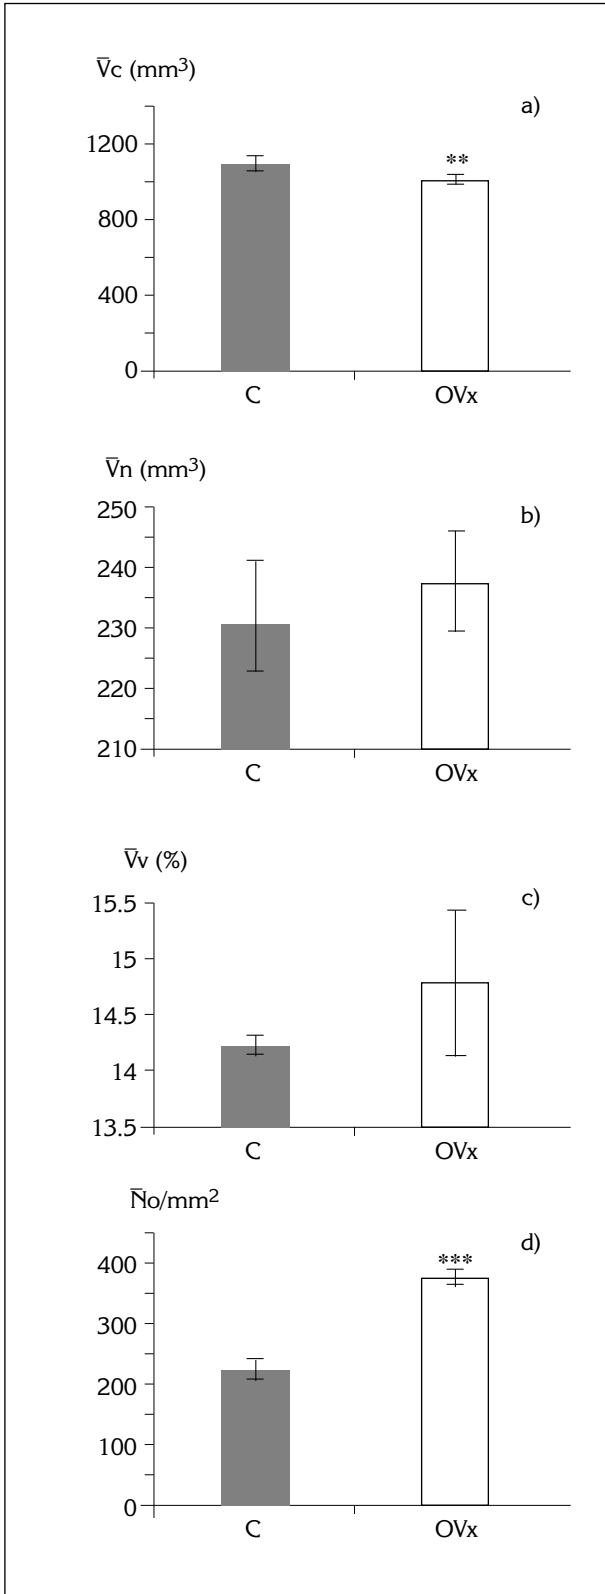 V̅c (mm³)
a)
1200
**
800
400
0
C OVx
V̅n (mm³)
250
b)
240
230
220
210
C OVx
V̅v (%)
15.5
c)
15
14.5
14
13.5
C OVx
N̅o/mm²
d)
400
***
300
200
100
0
C OVx